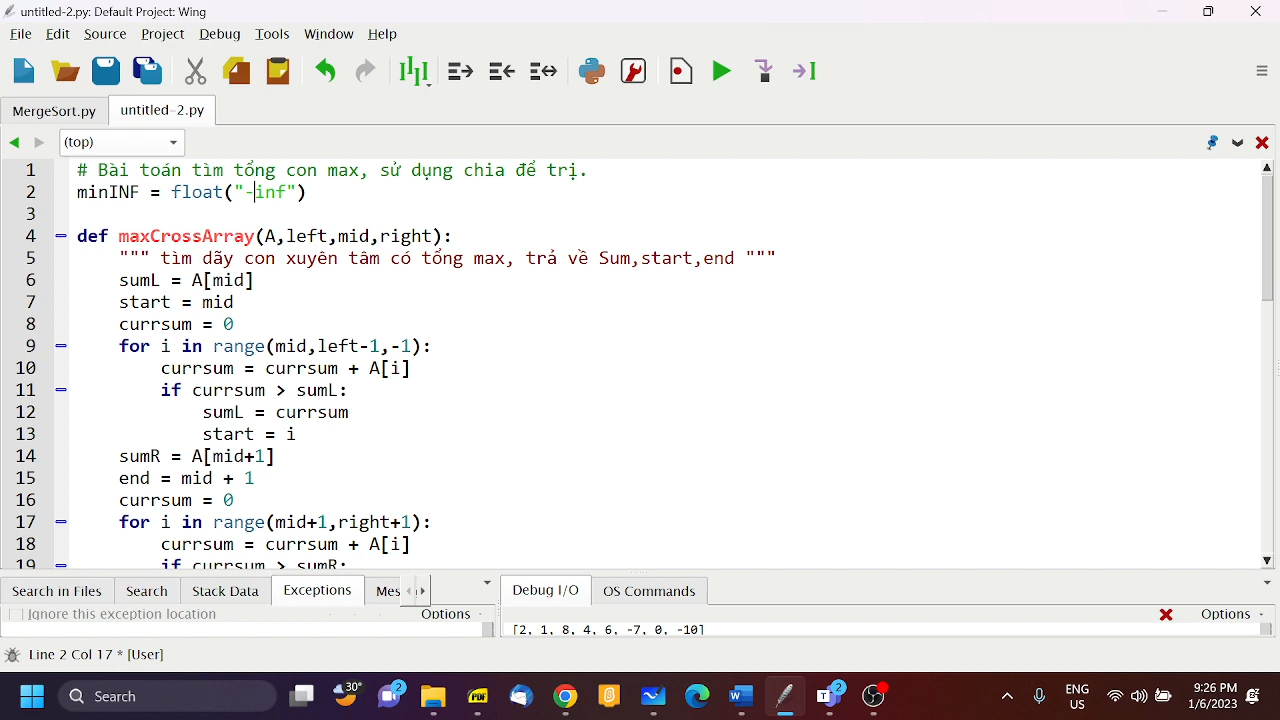 untitled-2.py: Default Project: Wing
File Edit Source Project Debug Tools Window Help
MergeSort.py untitled-2.py
(top)
1 # Bài toán tìm tổng con max, sử dụng chia để trị.
2 minINF = float("-inf")
3
4 def maxCrossArray(A,left,mid,right):
5 """ tìm dãy con xuyên tâm có tổng max, trả về Sum,start,end """
6 sumL = A[mid]
7 start = mid
8 currsum = 0
9 for i in range(mid,left-1,-1):
10 currsum = currsum + A[i]
11 if currsum > sumL:
12 sumL = currsum
13 start = i
14 sumR = A[mid+1]
15 end = mid + 1
16 currsum = 0
17 for i in range(mid+1,right+1):
18 currsum = currsum + A[i]
19 if currsum > sumR:
Search in Files Search Stack Data Exceptions Mes Debug I/O OS Commands
Ignore this exception location Options Options
[2, 1, 8, 4, 6, -7, 0, -10]
Line 2 Col 17 * [User]
Search 30° 2 PDF 2 ENG 9:26 PM
US 1/6/2023